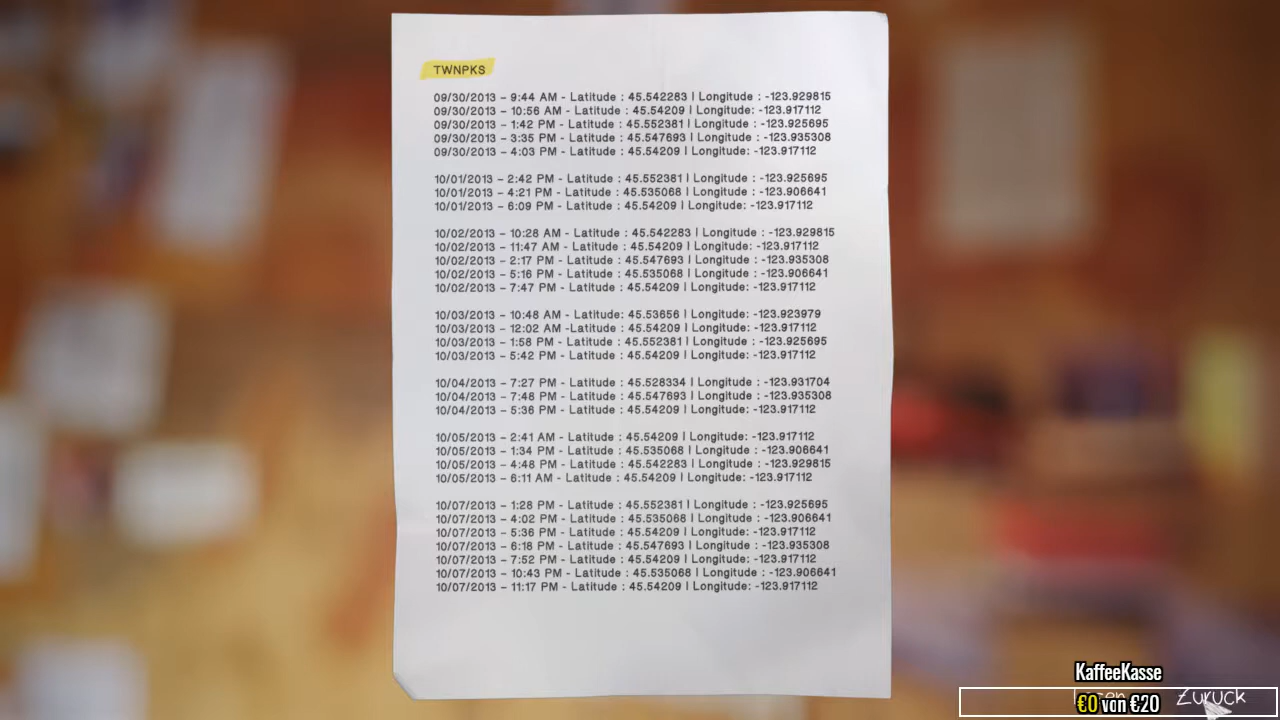 TWNPKS
09/30/2013 – 9:44 AM - Latitude : 45.542283 | Longitude : -123.929815
09/30/2013 – 10:56 AM - Latitude : 45.54209 | Longitude: -123.917112
09/30/2013 – 1:42 PM - Latitude : 45.552381 | Longitude : -123.925695
09/30/2013 – 3:35 PM - Latitude : 45.547693 | Longitude : -123.935308
09/30/2013 – 4:03 PM - Latitude : 45.54209 | Longitude: -123.917112
10/01/2013 – 2:42 PM - Latitude : 45.552381 | Longitude : -123.925695
10/01/2013 – 4:21 PM - Latitude : 45.535068 | Longitude : -123.906641
10/01/2013 – 6:09 PM - Latitude : 45.54209 | Longitude: -123.917112
10/02/2013 – 10:28 AM - Latitude : 45.542283 | Longitude : -123.929815
10/02/2013 – 11:47 AM - Latitude : 45.54209 | Longitude: -123.917112
10/02/2013 – 2:17 PM - Latitude : 45.547693 | Longitude : -123.935308
10/02/2013 – 5:16 PM - Latitude : 45.535068 | Longitude : -123.906641
10/02/2013 – 7:47 PM - Latitude : 45.54209 | Longitude: -123.917112
10/03/2013 – 10:48 AM - Latitude: 45.53656 | Longitude: -123.923979
10/03/2013 – 12:02 AM -Latitude : 45.54209 | Longitude: -123.917112
10/03/2013 – 1:58 PM - Latitude : 45.552381 | Longitude : -123.925695
10/03/2013 – 5:42 PM - Latitude : 45.54209 | Longitude: -123.917112
10/04/2013 – 7:27 PM - Latitude : 45.528334 | Longitude : -123.931704
10/04/2013 – 7:48 PM - Latitude : 45.547693 | Longitude : -123.935308
10/04/2013 – 5:36 PM - Latitude : 45.54209 | Longitude: -123.917112
10/05/2013 – 2:41 AM - Latitude : 45.54209 | Longitude: -123.917112
10/05/2013 – 1:34 PM - Latitude : 45.535068 | Longitude : -123.906641
10/05/2013 – 4:48 PM - Latitude : 45.542283 | Longitude : -123.929815
10/05/2013 – 6:11 AM - Latitude : 45.54209 | Longitude: -123.917112
10/07/2013 – 1:28 PM - Latitude : 45.552381 | Longitude : -123.925695
10/07/2013 – 4:02 PM - Latitude : 45.535068 | Longitude : -123.906641
10/07/2013 – 5:36 PM - Latitude : 45.54209 | Longitude: -123.917112
10/07/2013 – 6:18 PM - Latitude : 45.547693 | Longitude : -123.935308
10/07/2013 – 7:52 PM - Latitude : 45.54209 | Longitude: -123.917112
10/07/2013 – 10:43 PM - Latitude : 45.535068 | Longitude : -123.906641
10/07/2013 – 11:17 PM - Latitude : 45.54209 | Longitude: -123.917112
KaffeeKasse
€0 von €20
Zurück